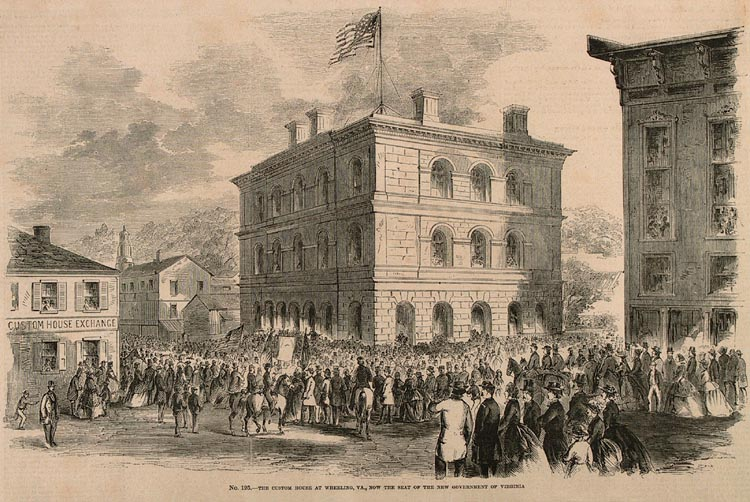 CUSTOM HOUSE EXCHANGE
No. 195.—THE CUSTOM HOUSE AT WHEELING, VA., NOW THE SEAT OF THE NEW GOVERNMENT OF VIRGINIA